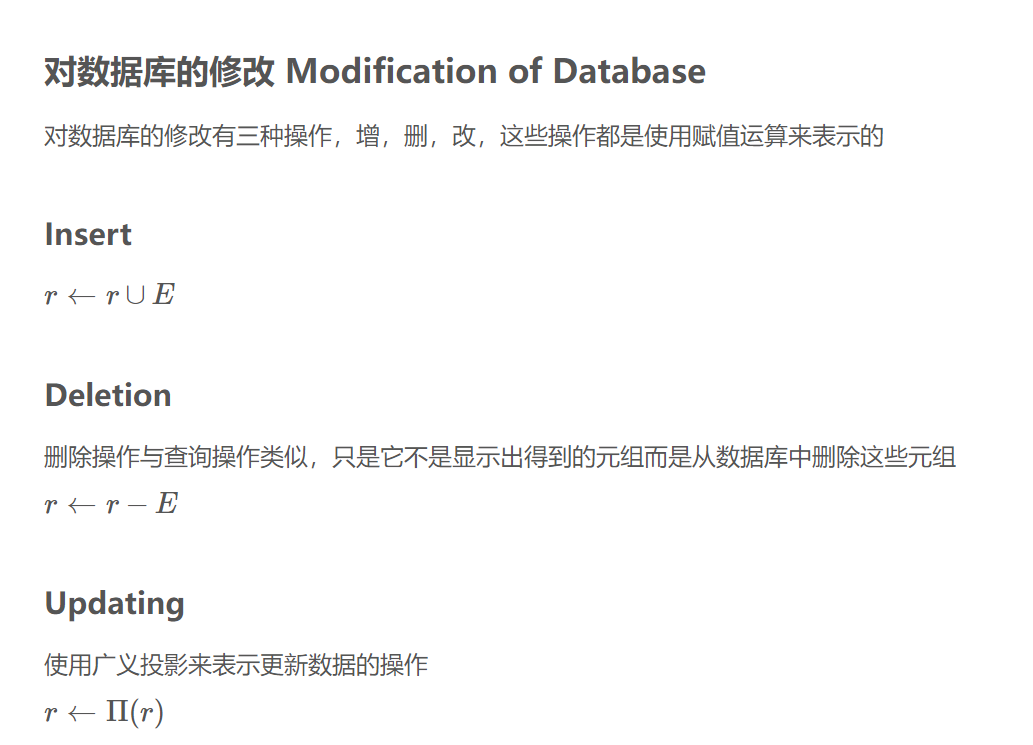 对数据库的修改 Modification of Database
对数据库的修改有三种操作，增，删，改，这些操作都是使用赋值运算来表示的
Insert
r ← r ∪ E
Deletion
删除操作与查询操作类似，只是它不是显示出得到的元组而是从数据库中删除这些元组
r ← r − E
Updating
使用广义投影来表示更新数据的操作
r ← Π(r)